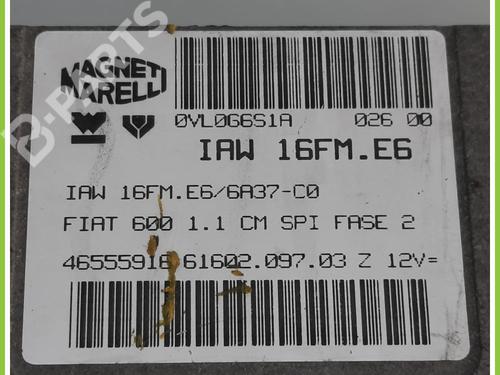 MAGNETI
MARELLI
0VL0G6S1A 026 00
IAW 16FM.E6
IAW 16FM.E6/6A37-C0
FIAT 600 1.1 CM SPI FASE 2
46555916 61602.097.03 Z 12V=
B-PARTS